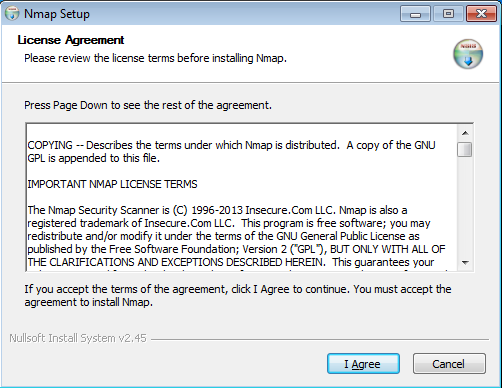 Nmap Setup
License Agreement
Please review the license terms before installing Nmap.
Press Page Down to see the rest of the agreement.
COPYING -- Describes the terms under which Nmap is distributed.  A copy of the GNU
GPL is appended to this file.
IMPORTANT NMAP LICENSE TERMS
The Nmap Security Scanner is (C) 1996-2013 Insecure.Com LLC. Nmap is also a
registered trademark of Insecure.Com LLC.  This program is free software; you may
redistribute and/or modify it under the terms of the GNU General Public License as
published by the Free Software Foundation; Version 2 ("GPL"), BUT ONLY WITH ALL OF
THE CLARIFICATIONS AND EXCEPTIONS DESCRIBED HEREIN.  This guarantees your
If you accept the terms of the agreement, click I Agree to continue. You must accept the
agreement to install Nmap.
Nullsoft Install System v2.45
I Agree
Cancel